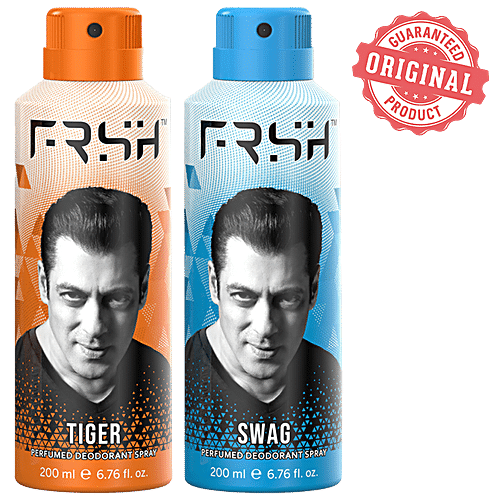 FRSH™
TIGER
PERFUMED DEODORANT SPRAY
200 ml e 6.76 fl. oz.
FRSH™
SWAG
PERFUMED DEODORANT SPRAY
200 ml e 6.76 fl. oz.
GUARANTEED
ORIGINAL
PRODUCT